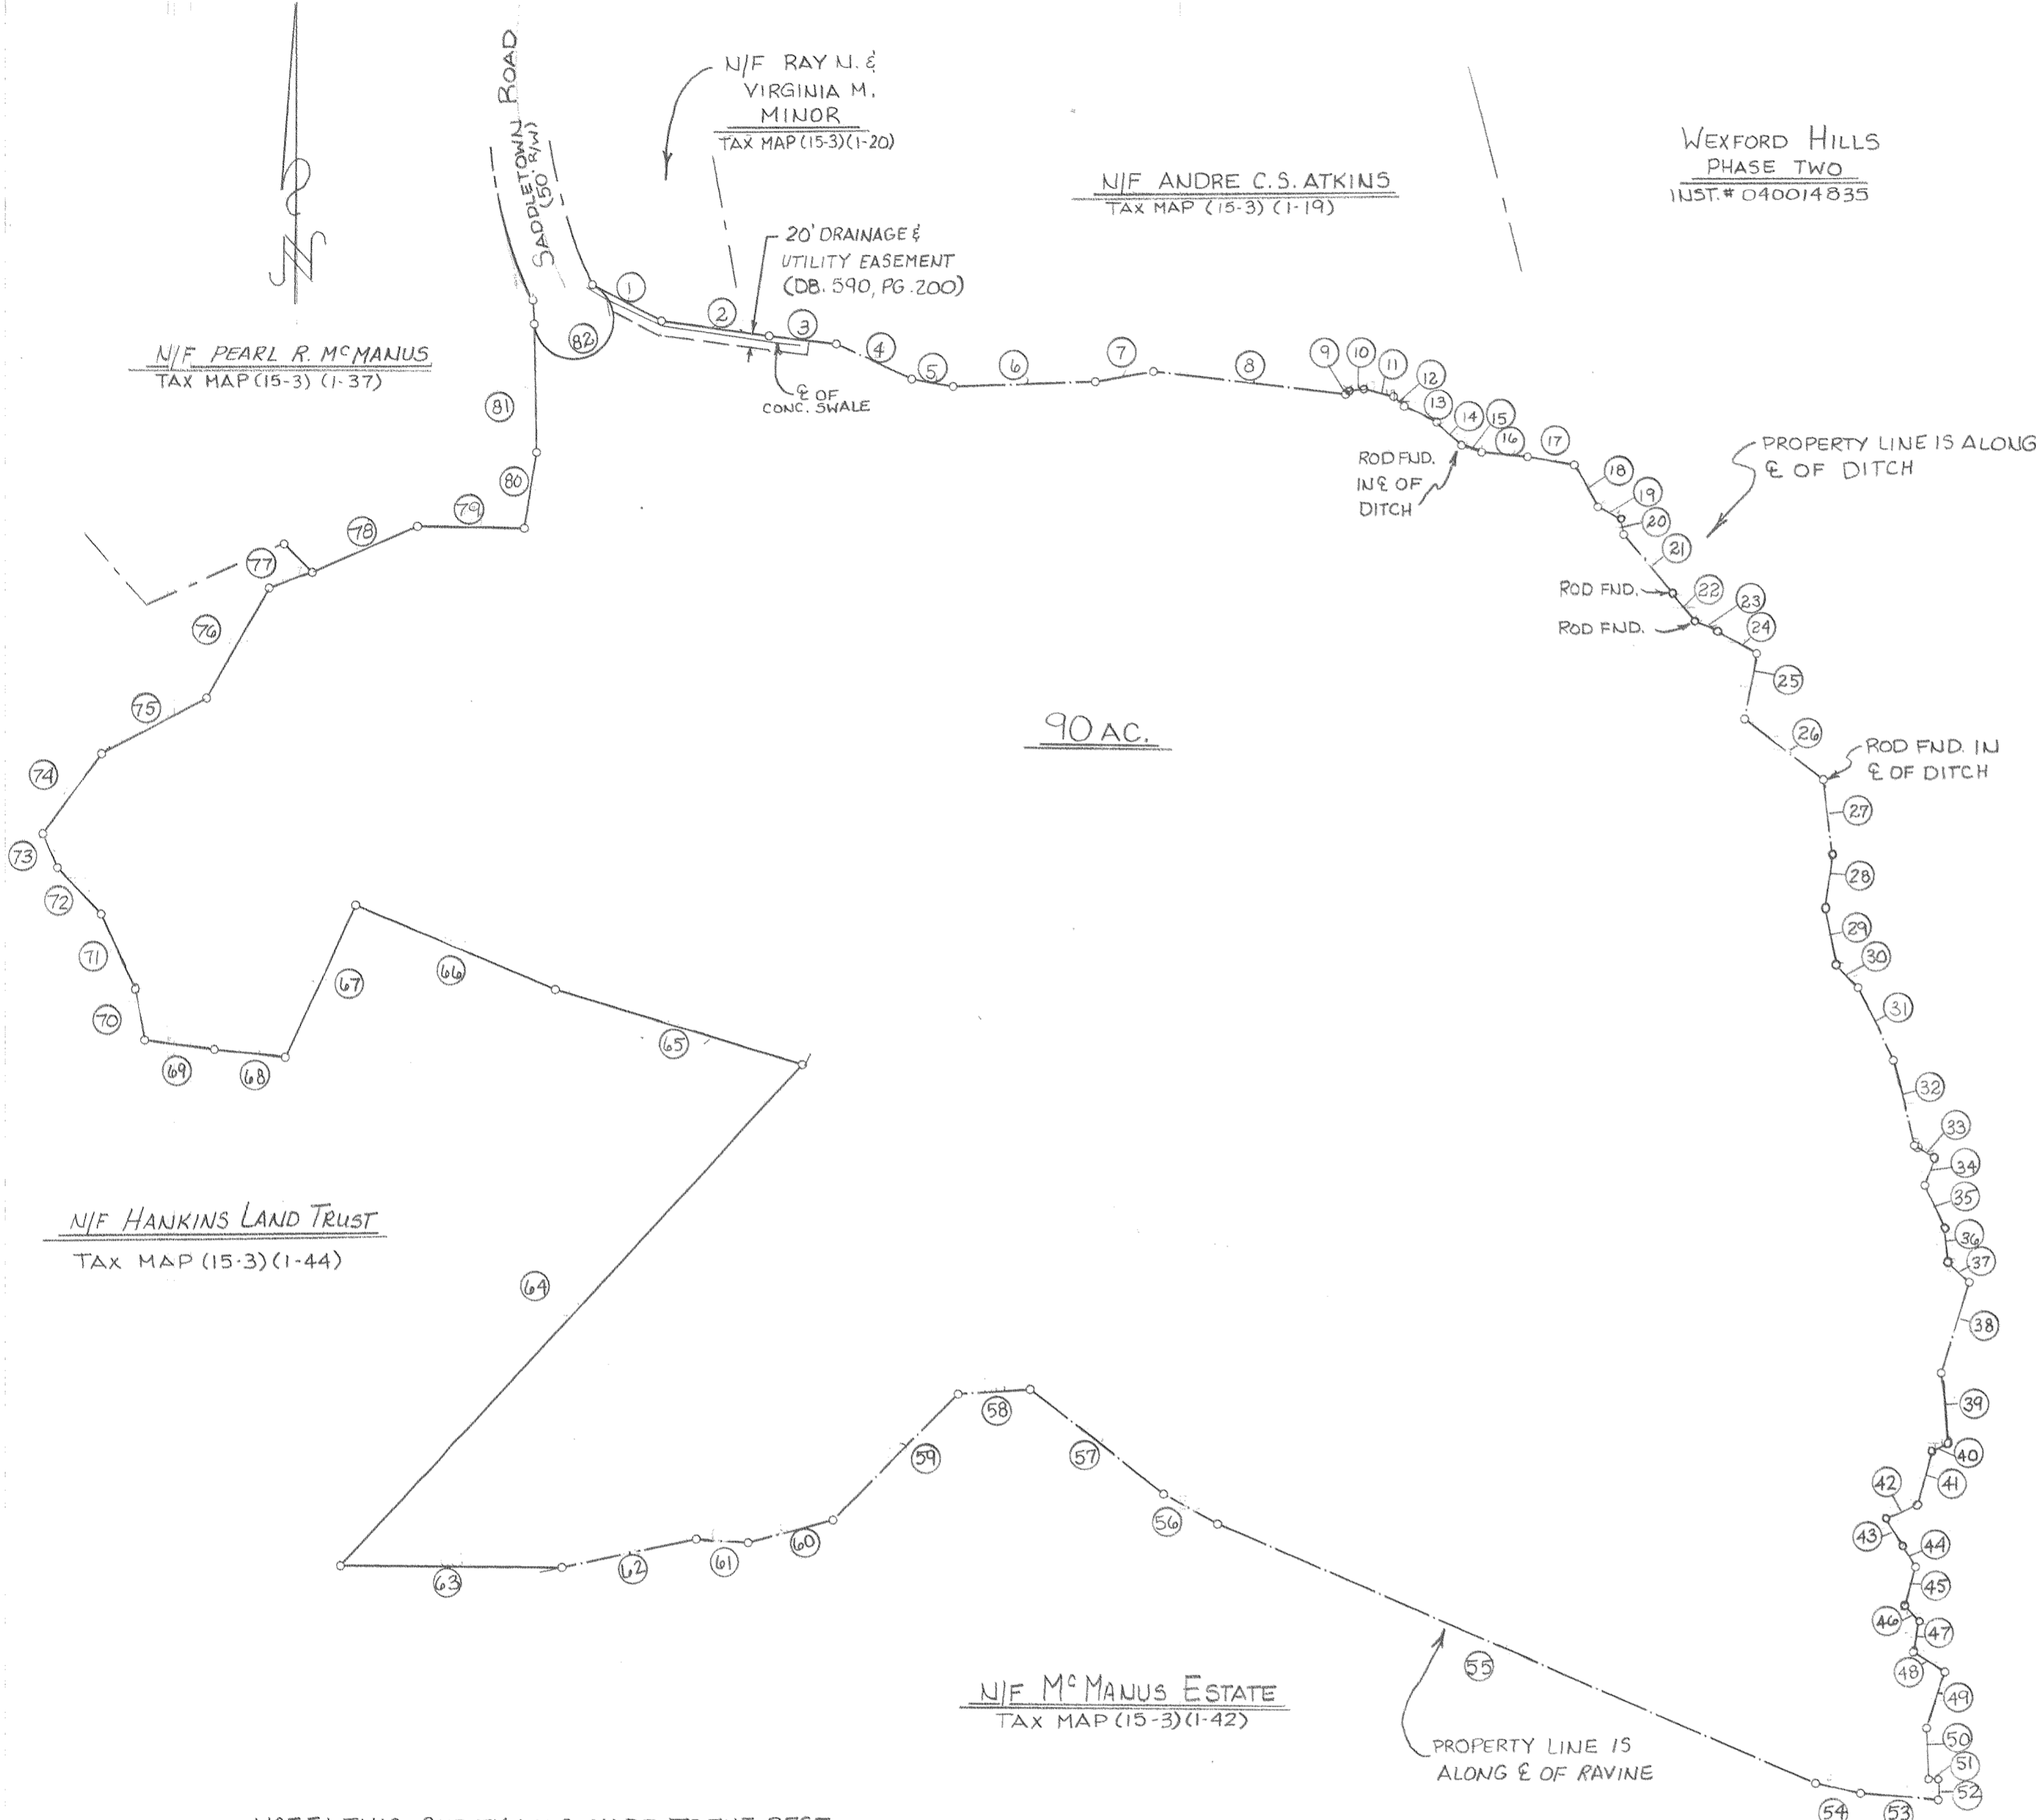 SADDLETOWN ROAD
(50' R/W)
N/F RAY N. &
VIRGINIA M.
MINOR
TAX MAP (15-3)(1-20)
N/F ANDRE C.S. ATKINS
TAX MAP (15-3) (1-19)
WEXFORD HILLS
PHASE TWO
INST.# 040014835
N
20' DRAINAGE &
UTILITY EASEMENT
(DB. 590, PG. 200)
N/F PEARL R. McMANUS
TAX MAP (15-3) (1-37)
℄ OF
CONC. SWALE
1
2
3
4
5
6
7
8
9
10
11
12
13
14
15
16
17
18
19
20
21
22
23
24
25
26
27
28
29
30
31
32
33
34
35
36
37
38
39
40
41
42
43
44
45
46
47
48
49
50
51
52
53
54
55
56
57
58
59
60
61
62
63
64
65
66
67
68
69
70
71
72
73
74
75
76
77
78
79
80
81
82
ROD FND.
IN ℄ OF
DITCH
PROPERTY LINE IS ALONG
℄ OF DITCH
ROD FND.
ROD FND.
90 AC.
ROD FND. IN
℄ OF DITCH
N/F HANKINS LAND TRUST
TAX MAP (15-3)(1-44)
N/F McMANUS ESTATE
TAX MAP (15-3)(1-42)
PROPERTY LINE IS
ALONG ℄ OF RAVINE